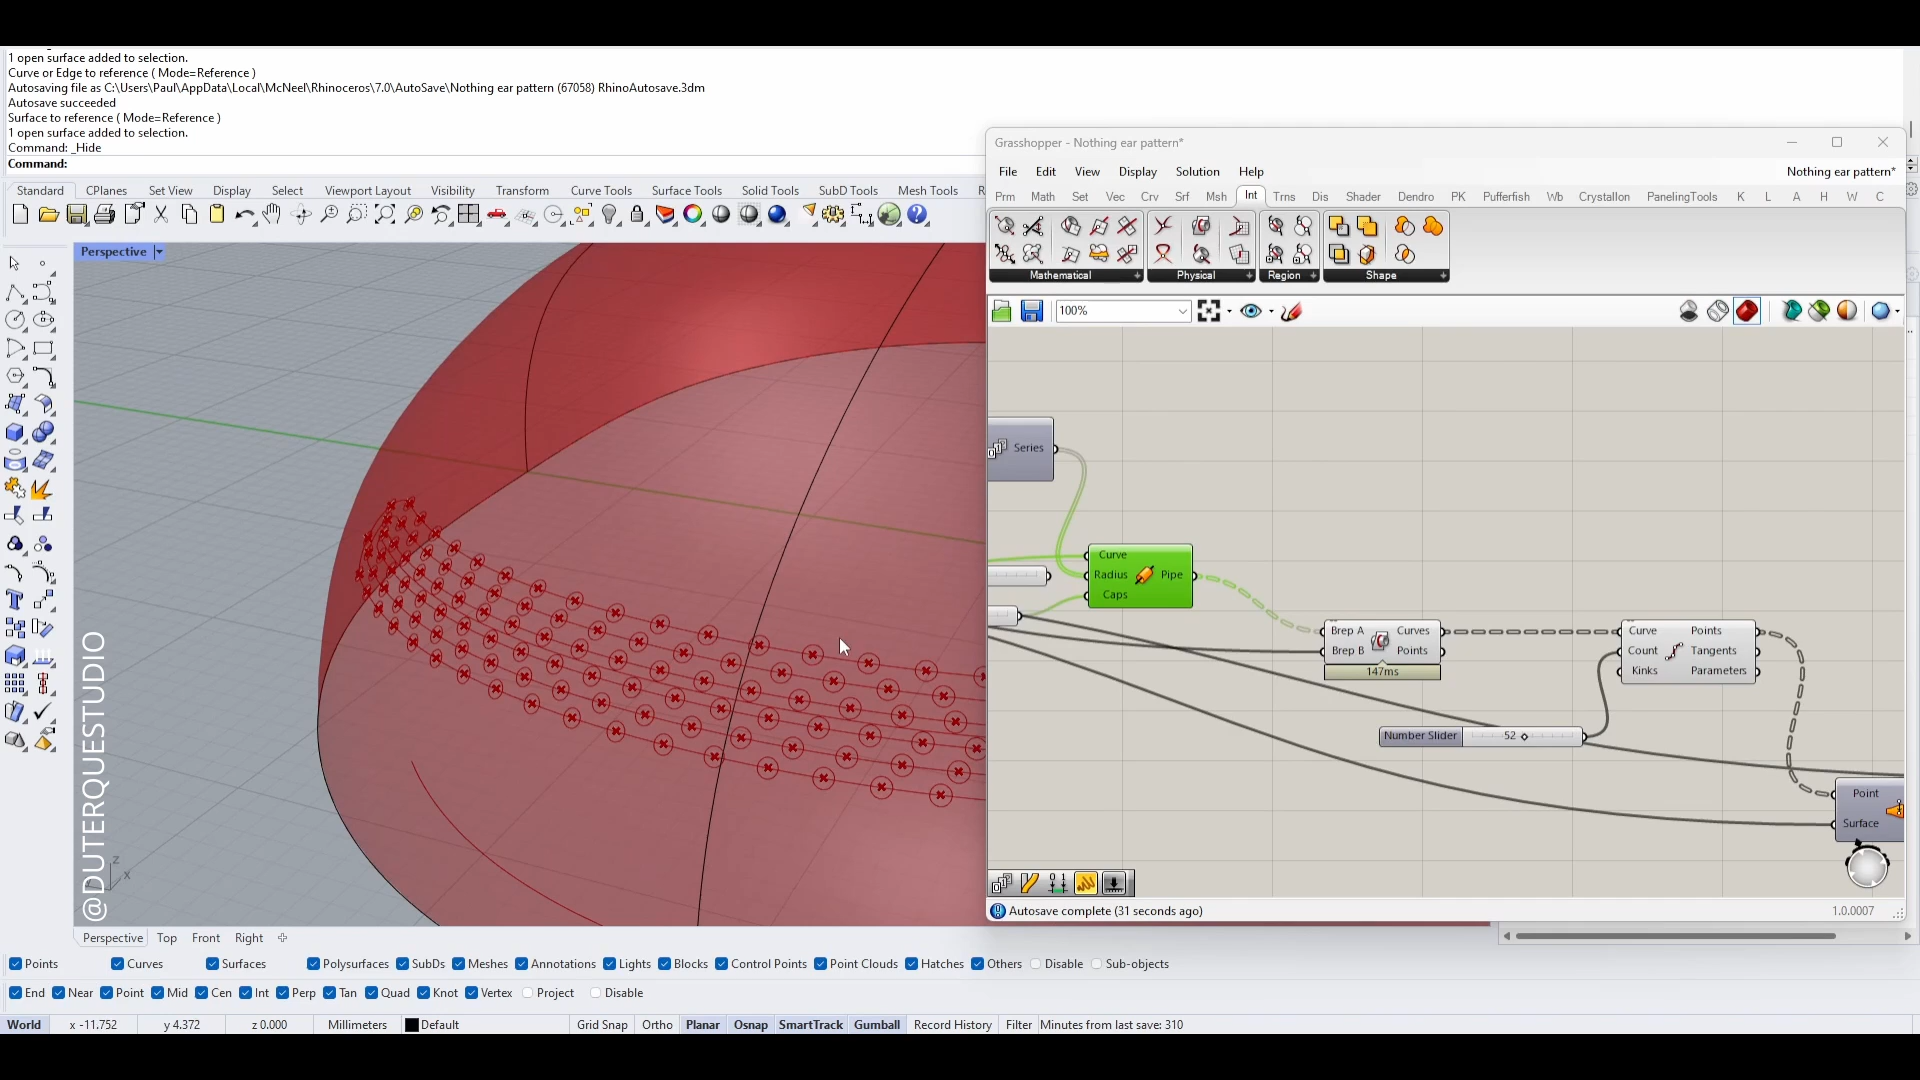 1 open surface added to selection.
Curve or Edge to reference ( Mode=Reference )
Autosaving file as C:\Users\Paul\AppData\Local\McNeel\Rhinoceros\7.0\AutoSave\Nothing ear pattern (67058) RhinoAutosave.3dm
Autosave succeeded
Surface to reference ( Mode=Reference )
1 open surface added to selection.
Command: _Hide
Command:
Standard CPlanes Set View Display Select Viewport Layout Visibility Transform Curve Tools Surface Tools Solid Tools SubD Tools Mesh Tools
Perspective
Grasshopper - Nothing ear pattern*
File Edit View Display Solution Help Nothing ear pattern*
Prm Math Set Vec Crv Srf Msh Int Trns Dis Shader Dendro PK Pufferfish Wb Crystallon PanelingTools K L A H W C
Mathematical Physical Region Shape
100%
Series
Curve
Radius Pipe
Caps
Brep A Curves
Brep B Points
147ms
Curve Points
Count Tangents
Kinks Parameters
Number Slider 52
Point
Surface
Autosave complete (31 seconds ago) 1.0.0007
@DUTERQUESTUDIO
z
x
Perspective Top Front Right
Points Curves Surfaces Polysurfaces SubDs Meshes Annotations Lights Blocks Control Points Point Clouds Hatches Others Disable Sub-objects
End Near Point Mid Cen Int Perp Tan Quad Knot Vertex Project Disable
World x -11.752 y 4.372 z 0.000 Millimeters Default Grid Snap Ortho Planar Osnap SmartTrack Gumball Record History Filter Minutes from last save: 310